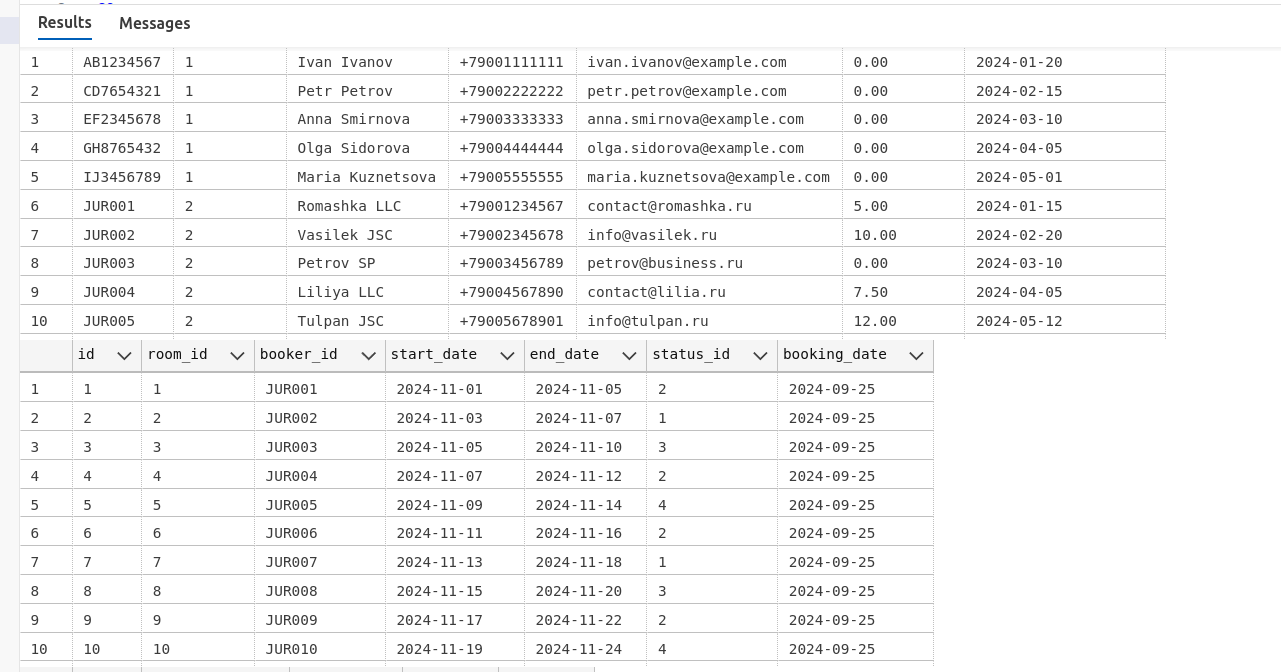 Results Messages
1 AB1234567 1 Ivan Ivanov +79001111111 ivan.ivanov@example.com 0.00 2024-01-20
2 CD7654321 1 Petr Petrov +79002222222 petr.petrov@example.com 0.00 2024-02-15
3 EF2345678 1 Anna Smirnova +79003333333 anna.smirnova@example.com 0.00 2024-03-10
4 GH8765432 1 Olga Sidorova +79004444444 olga.sidorova@example.com 0.00 2024-04-05
5 IJ3456789 1 Maria Kuznetsova +79005555555 maria.kuznetsova@example.com 0.00 2024-05-01
6 JUR001 2 Romashka LLC +79001234567 contact@romashka.ru 5.00 2024-01-15
7 JUR002 2 Vasilek JSC +79002345678 info@vasilek.ru 10.00 2024-02-20
8 JUR003 2 Petrov SP +79003456789 petrov@business.ru 0.00 2024-03-10
9 JUR004 2 Liliya LLC +79004567890 contact@lilia.ru 7.50 2024-04-05
10 JUR005 2 Tulpan JSC +79005678901 info@tulpan.ru 12.00 2024-05-12
id room_id booker_id start_date end_date status_id booking_date
1 1 1 JUR001 2024-11-01 2024-11-05 2 2024-09-25
2 2 2 JUR002 2024-11-03 2024-11-07 1 2024-09-25
3 3 3 JUR003 2024-11-05 2024-11-10 3 2024-09-25
4 4 4 JUR004 2024-11-07 2024-11-12 2 2024-09-25
5 5 5 JUR005 2024-11-09 2024-11-14 4 2024-09-25
6 6 6 JUR006 2024-11-11 2024-11-16 2 2024-09-25
7 7 7 JUR007 2024-11-13 2024-11-18 1 2024-09-25
8 8 8 JUR008 2024-11-15 2024-11-20 3 2024-09-25
9 9 9 JUR009 2024-11-17 2024-11-22 2 2024-09-25
10 10 10 JUR010 2024-11-19 2024-11-24 4 2024-09-25